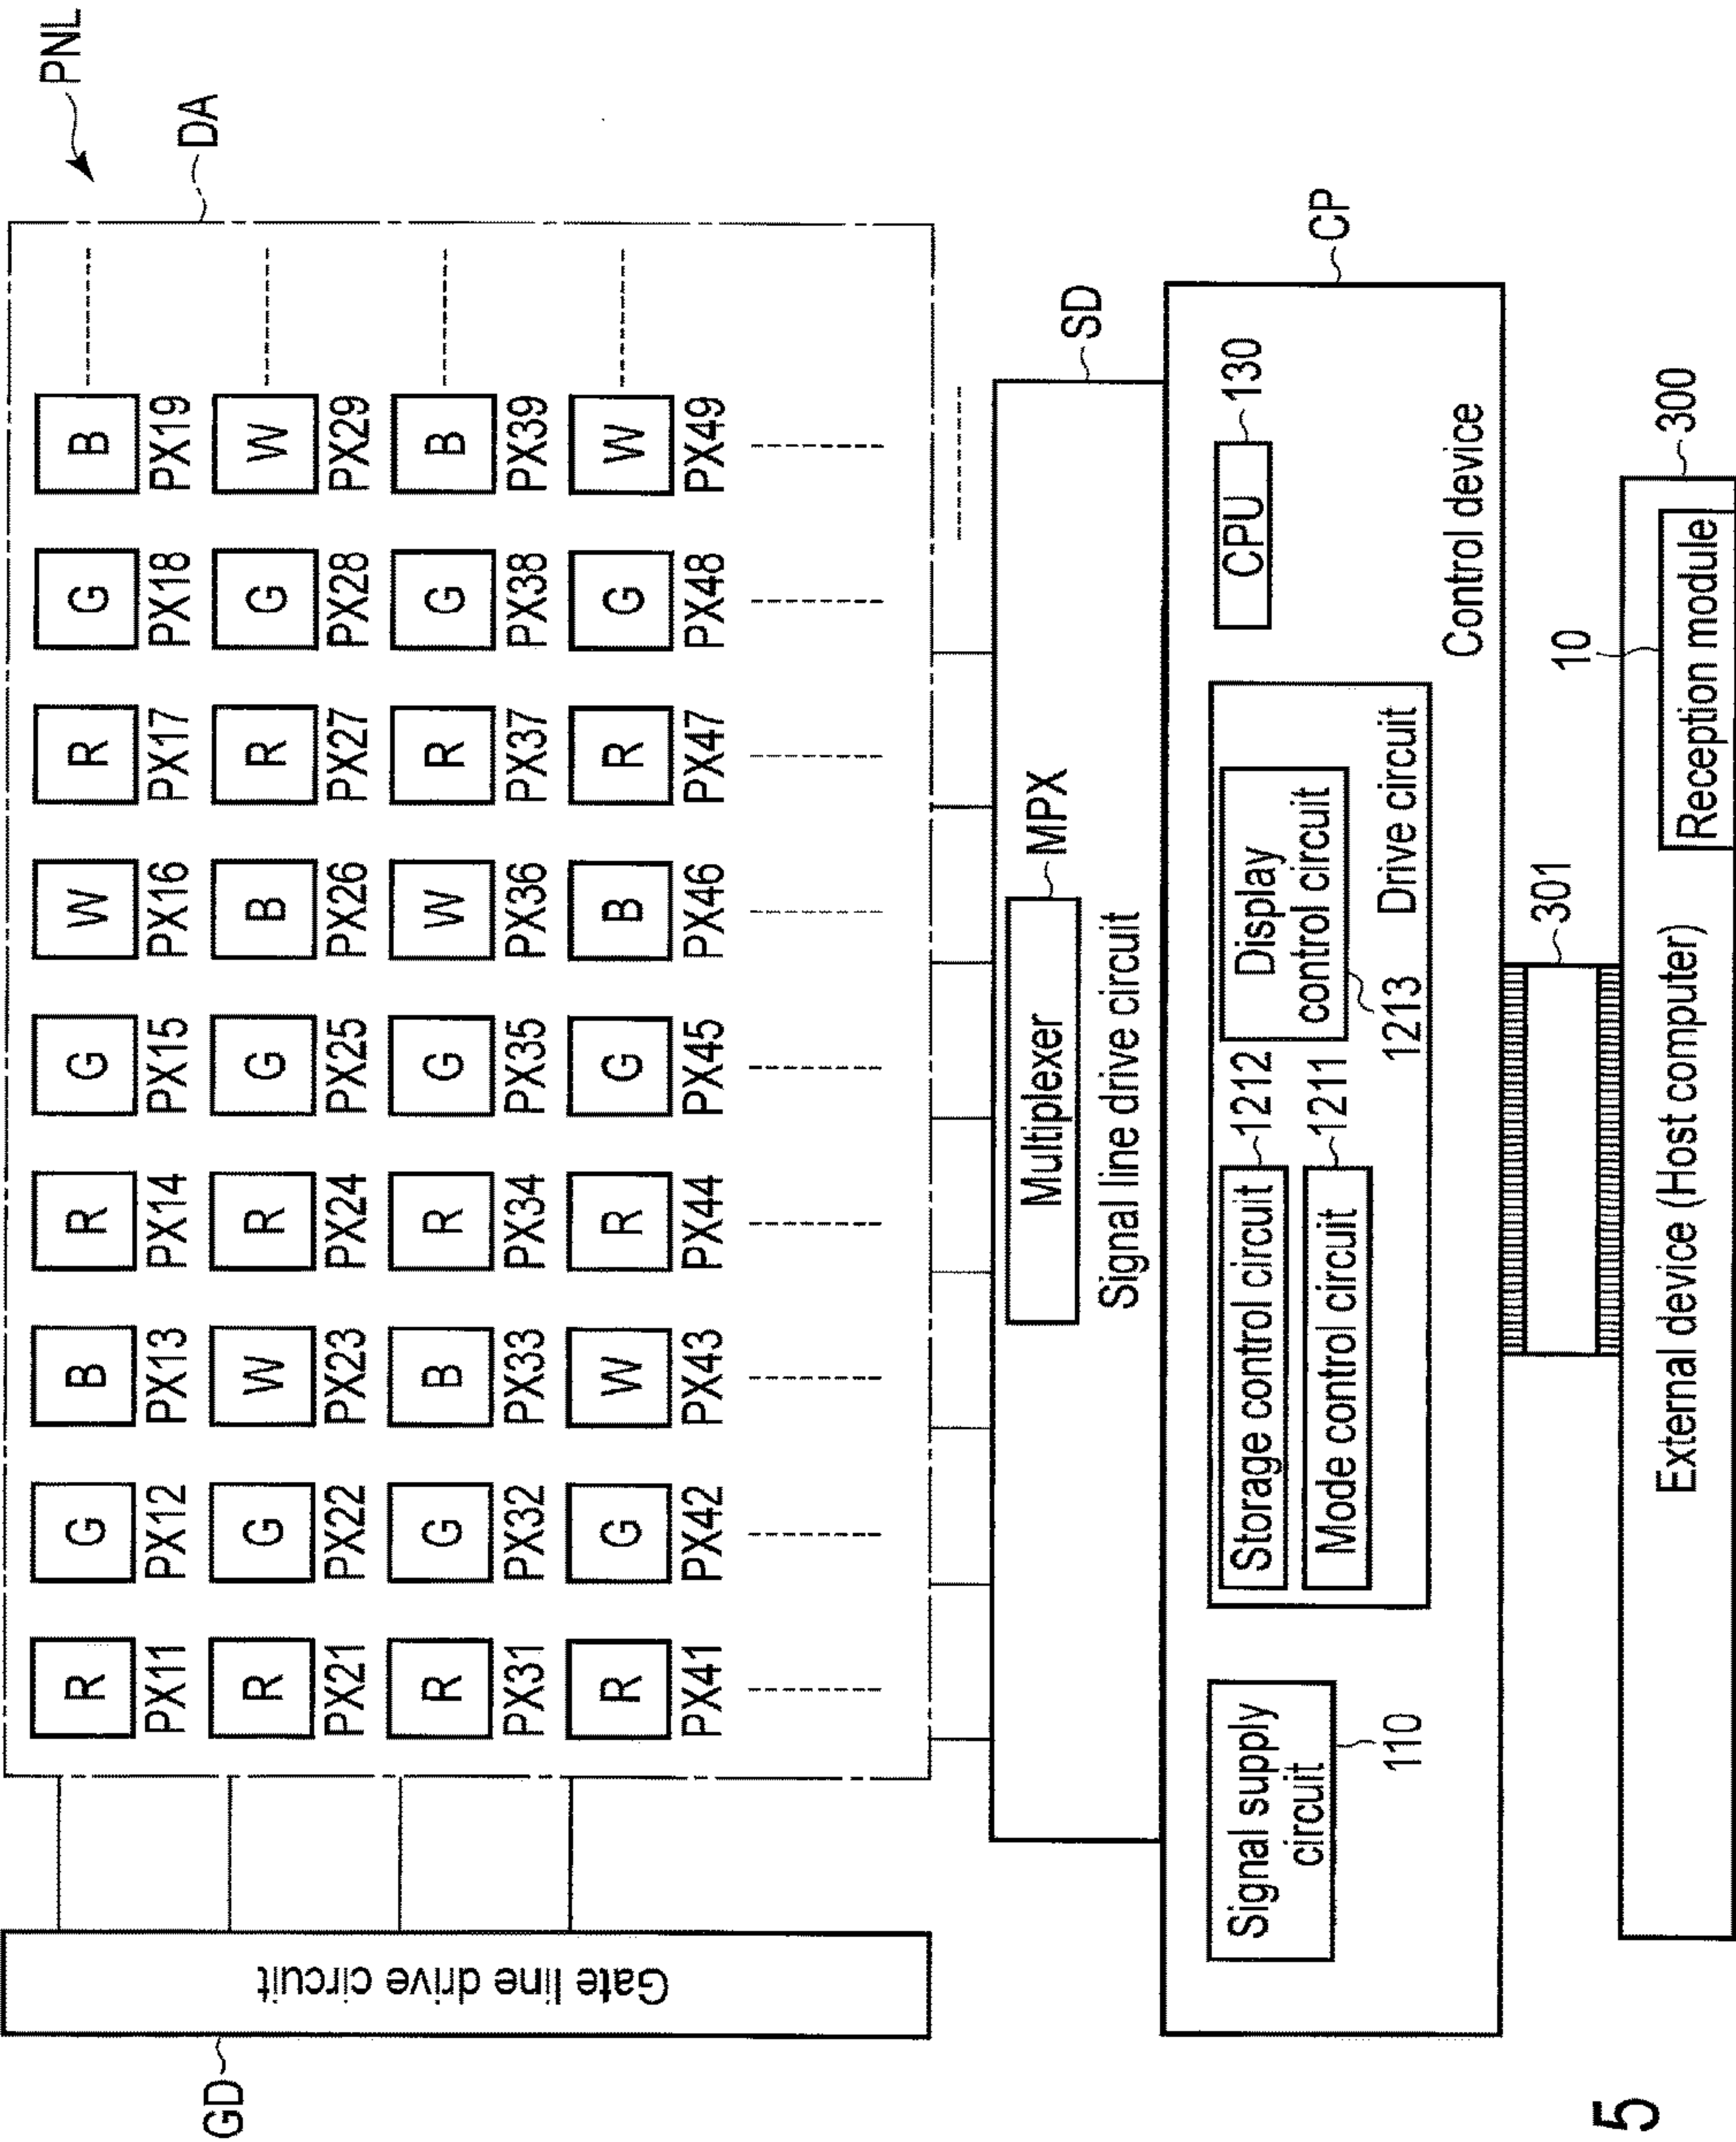 PNL
DA
R G B R G W R G B
PX11 PX12 PX13 PX14 PX15 PX16 PX17 PX18 PX19
R G W R G B R G W
PX21 PX22 PX23 PX24 PX25 PX26 PX27 PX28 PX29
R G B R G W R G B
PX31 PX32 PX33 PX34 PX35 PX36 PX37 PX38 PX39
R G W R G B R G W
PX41 PX42 PX43 PX44 PX45 PX46 PX47 PX48 PX49
Gate line drive circuit
GD
SD
Multiplexer
MPX
Signal line drive circuit
CP
Signal supply
circuit
110
Storage control circuit
1212
Mode control circuit
1211
Display
control circuit
1213
Drive circuit
CPU
130
Control device
301
300
10
Reception module
External device (Host computer)
5